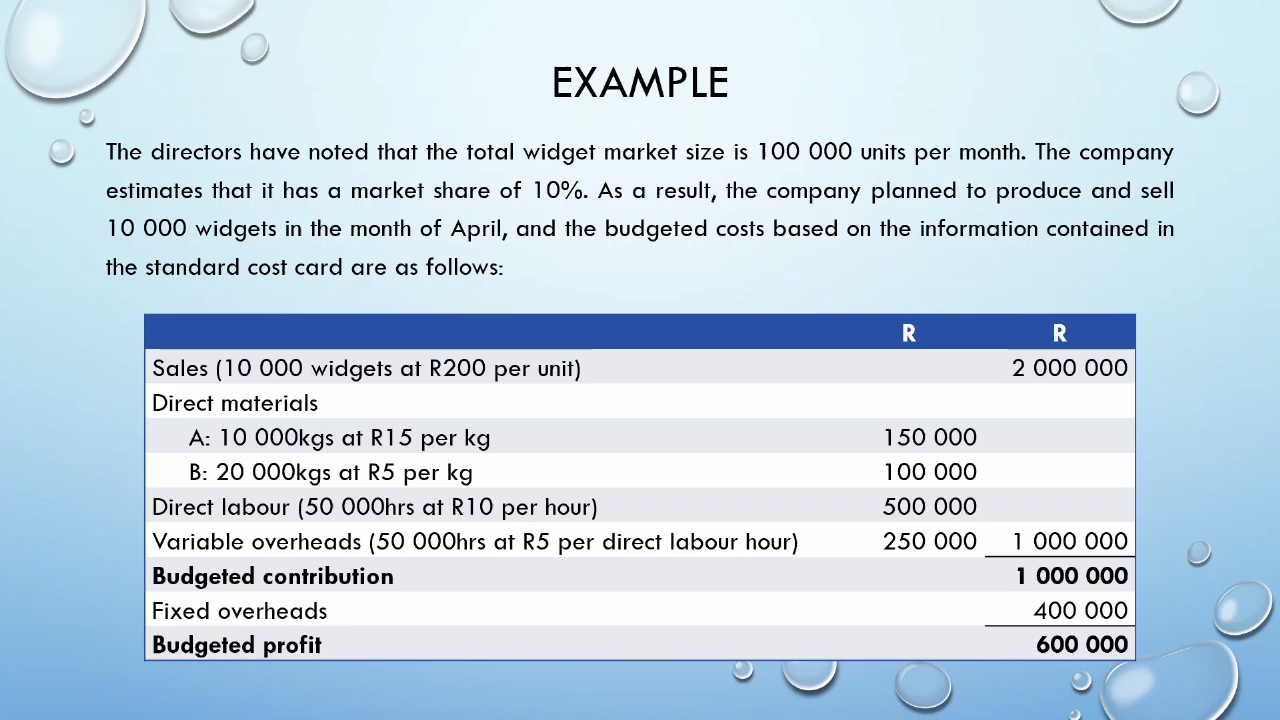 EXAMPLE
The directors have noted that the total widget market size is 100 000 units per month. The company
estimates that it has a market share of 10%. As a result, the company planned to produce and sell
10 000 widgets in the month of April, and the budgeted costs based on the information contained in
the standard cost card are as follows:
R R
Sales (10 000 widgets at R200 per unit) 2 000 000
Direct materials
A: 10 000kgs at R15 per kg 150 000
B: 20 000kgs at R5 per kg 100 000
Direct labour (50 000hrs at R10 per hour) 500 000
Variable overheads (50 000hrs at R5 per direct labour hour) 250 000 1 000 000
Budgeted contribution 1 000 000
Fixed overheads 400 000
Budgeted profit 600 000